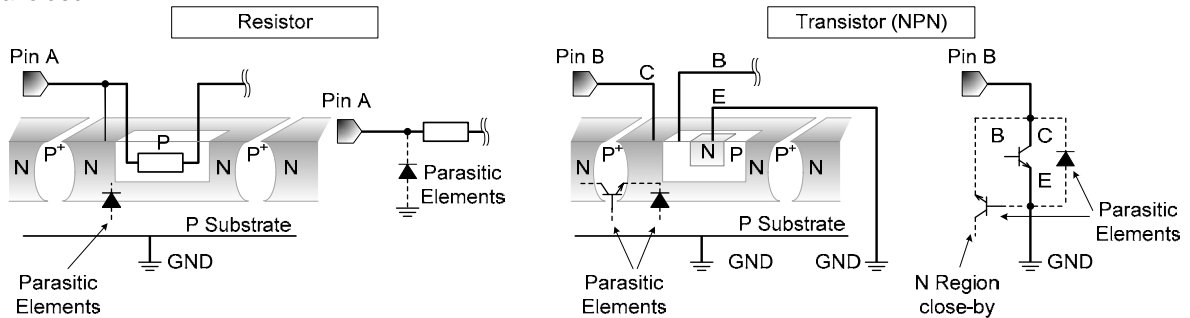 Resistor
Transistor (NPN)
Pin A
Pin A
P
N
P+
N
N
P+
N
Parasitic
Elements
P Substrate
GND
Parasitic
Elements
Pin B
C
B
E
N
P+
N
N
P
N
P+
N
P Substrate
GND
GND
Parasitic
Elements
Pin B
B
C
E
Parasitic
Elements
GND
N Region
close-by